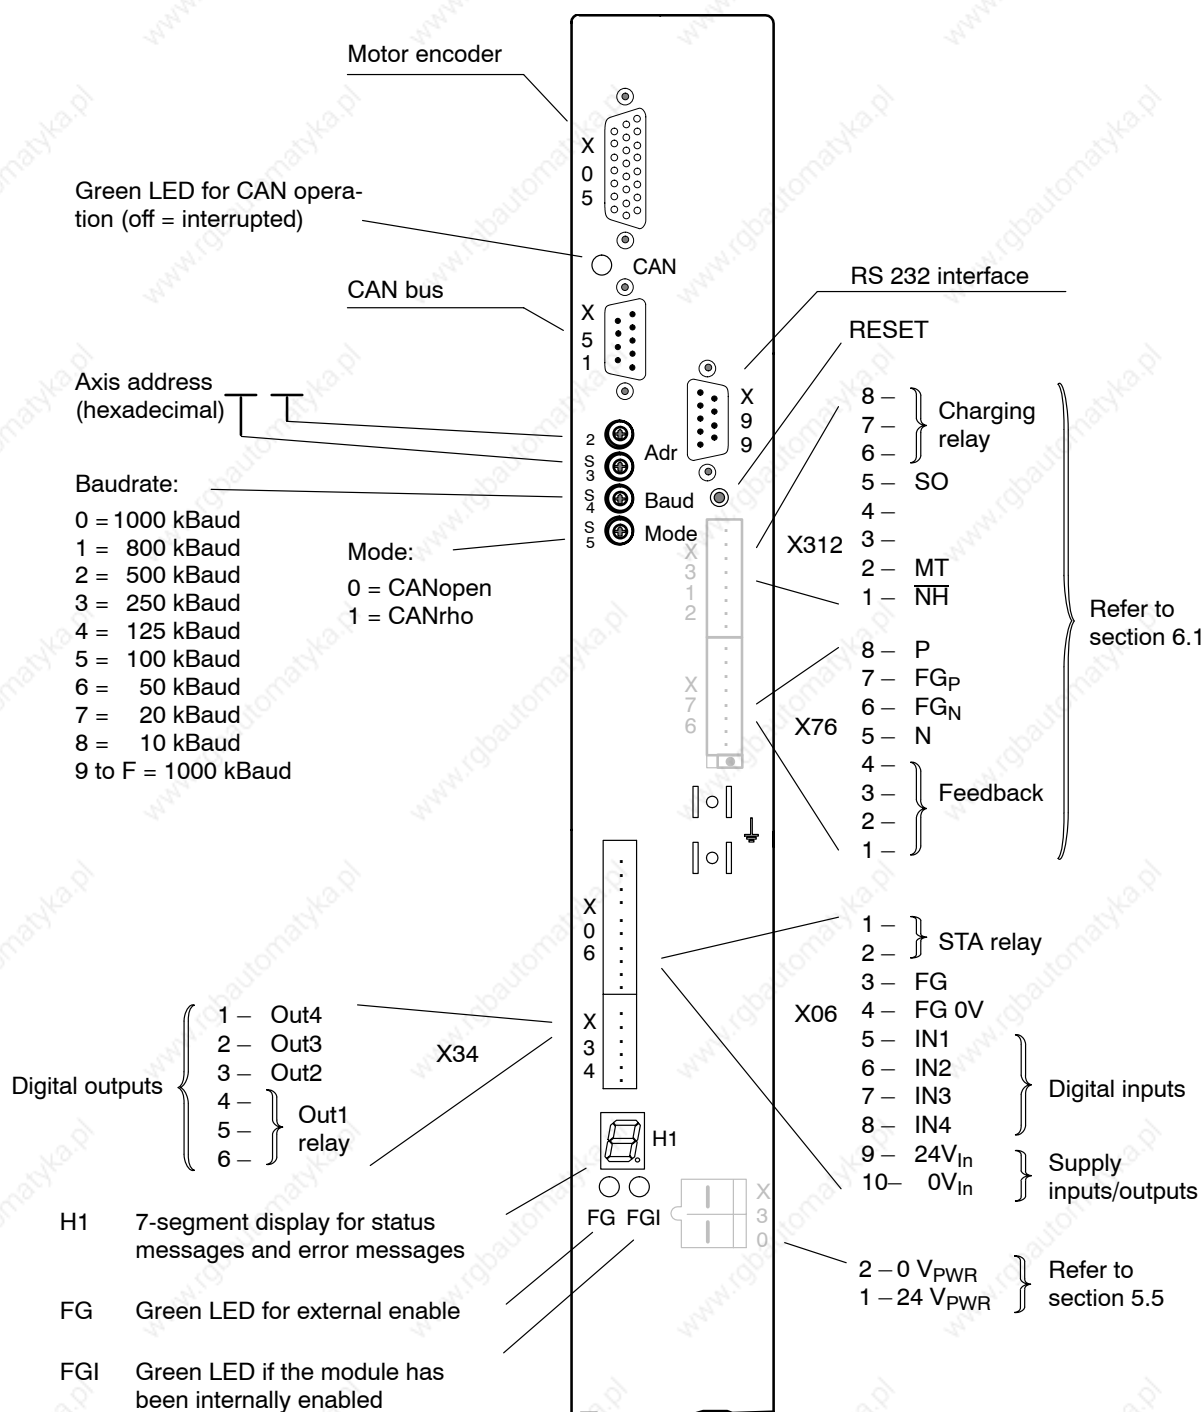 Motor encoder
X
0
5
Green LED for CAN opera-
tion (off = interrupted)
CAN
CAN bus
X
5
1
RS 232 interface
RESET
Axis address
(hexadecimal)
X
9
9
2
S
3
Adr
S
4
Baud
S
5
Mode
Baudrate:
0 = 1000 kBaud
1 = 800 kBaud
2 = 500 kBaud
3 = 250 kBaud
4 = 125 kBaud
5 = 100 kBaud
6 = 50 kBaud
7 = 20 kBaud
8 = 10 kBaud
9 to F = 1000 kBaud
Mode:
0 = CANopen
1 = CANrho
X
3
1
2
X
7
6
X312
8 –
7 –
6 –
Charging
relay
5 – SO
4 –
3 –
2 – MT
1 – N̅H̅
X76
8 – P
7 – FGP
6 – FGN
5 – N
4 –
3 –
2 –
1 –
Feedback
Refer to
section 6.1
X
0
6
X
3
4
X06
1 –
2 –
STA relay
3 – FG
4 – FG 0V
5 – IN1
6 – IN2
7 – IN3
8 – IN4
Digital inputs
9 – 24VIn
10– 0VIn
Supply
inputs/outputs
Digital outputs
1 – Out4
2 – Out3
3 – Out2
4 –
5 –
6 –
Out1
relay
X34
H1
FG FGI
X
3
0
2 – 0 VPWR
1 – 24 VPWR
Refer to
section 5.5
H1 7-segment display for status
messages and error messages
FG Green LED for external enable
FGI Green LED if the module has
been internally enabled
www.rgbautomatyka.pl